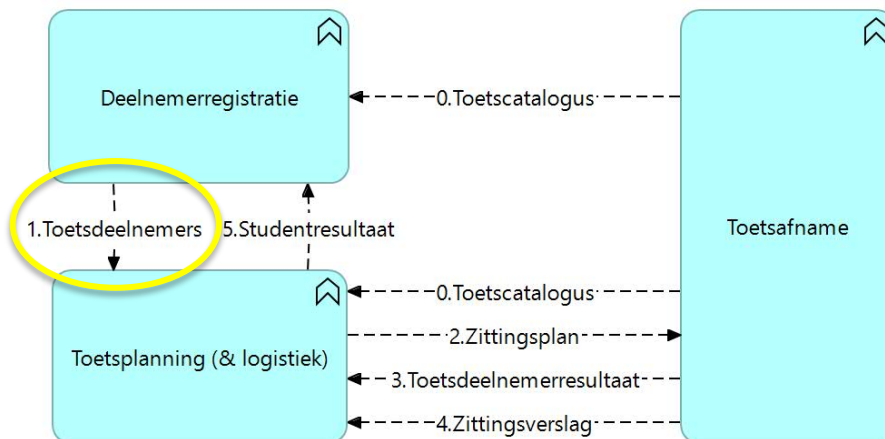 Deelnemerregistratie
0.Toetscatalogus
1.Toetsdeelnemers
5.Studentresultaat
Toetsafname
0.Toetscatalogus
2.Zittingsplan
Toetsplanning (& logistiek)
3.Toetsdeelnemerresultaat
4.Zittingsverslag